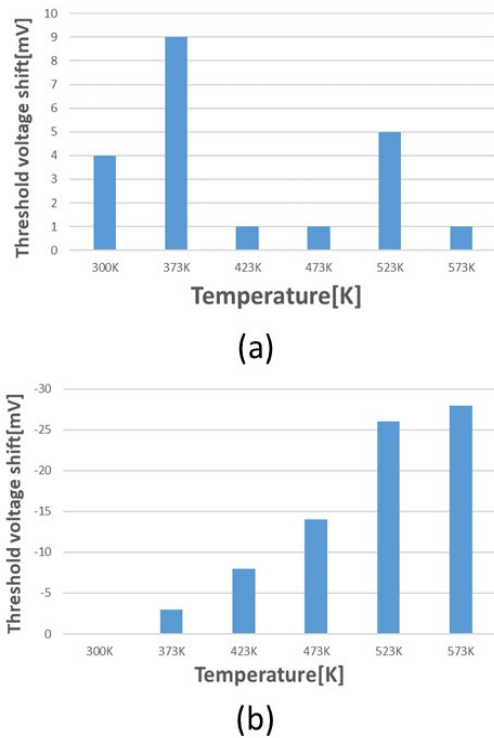 Threshold voltage shift[mV]
10
9
8
7
6
5
4
3
2
1
0
300K 373K 423K 473K 523K 573K
Temperature[K]
(a)
Threshold voltage shift[mV]
-30
-25
-20
-15
-10
-5
0
300K 373K 423K 473K 523K 573K
Temperature[K]
(b)